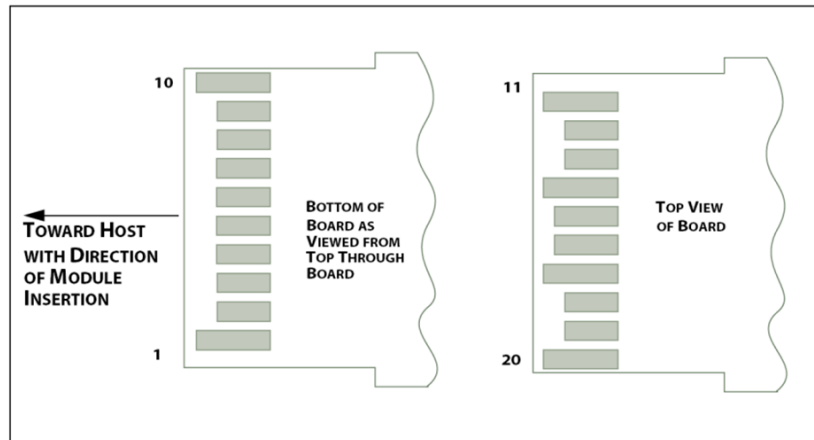 10
1
TOWARD HOST
WITH DIRECTION
OF MODULE
INSERTION
BOTTOM OF
BOARD AS
VIEWED FROM
TOP THROUGH
BOARD
11
20
TOP VIEW
OF BOARD